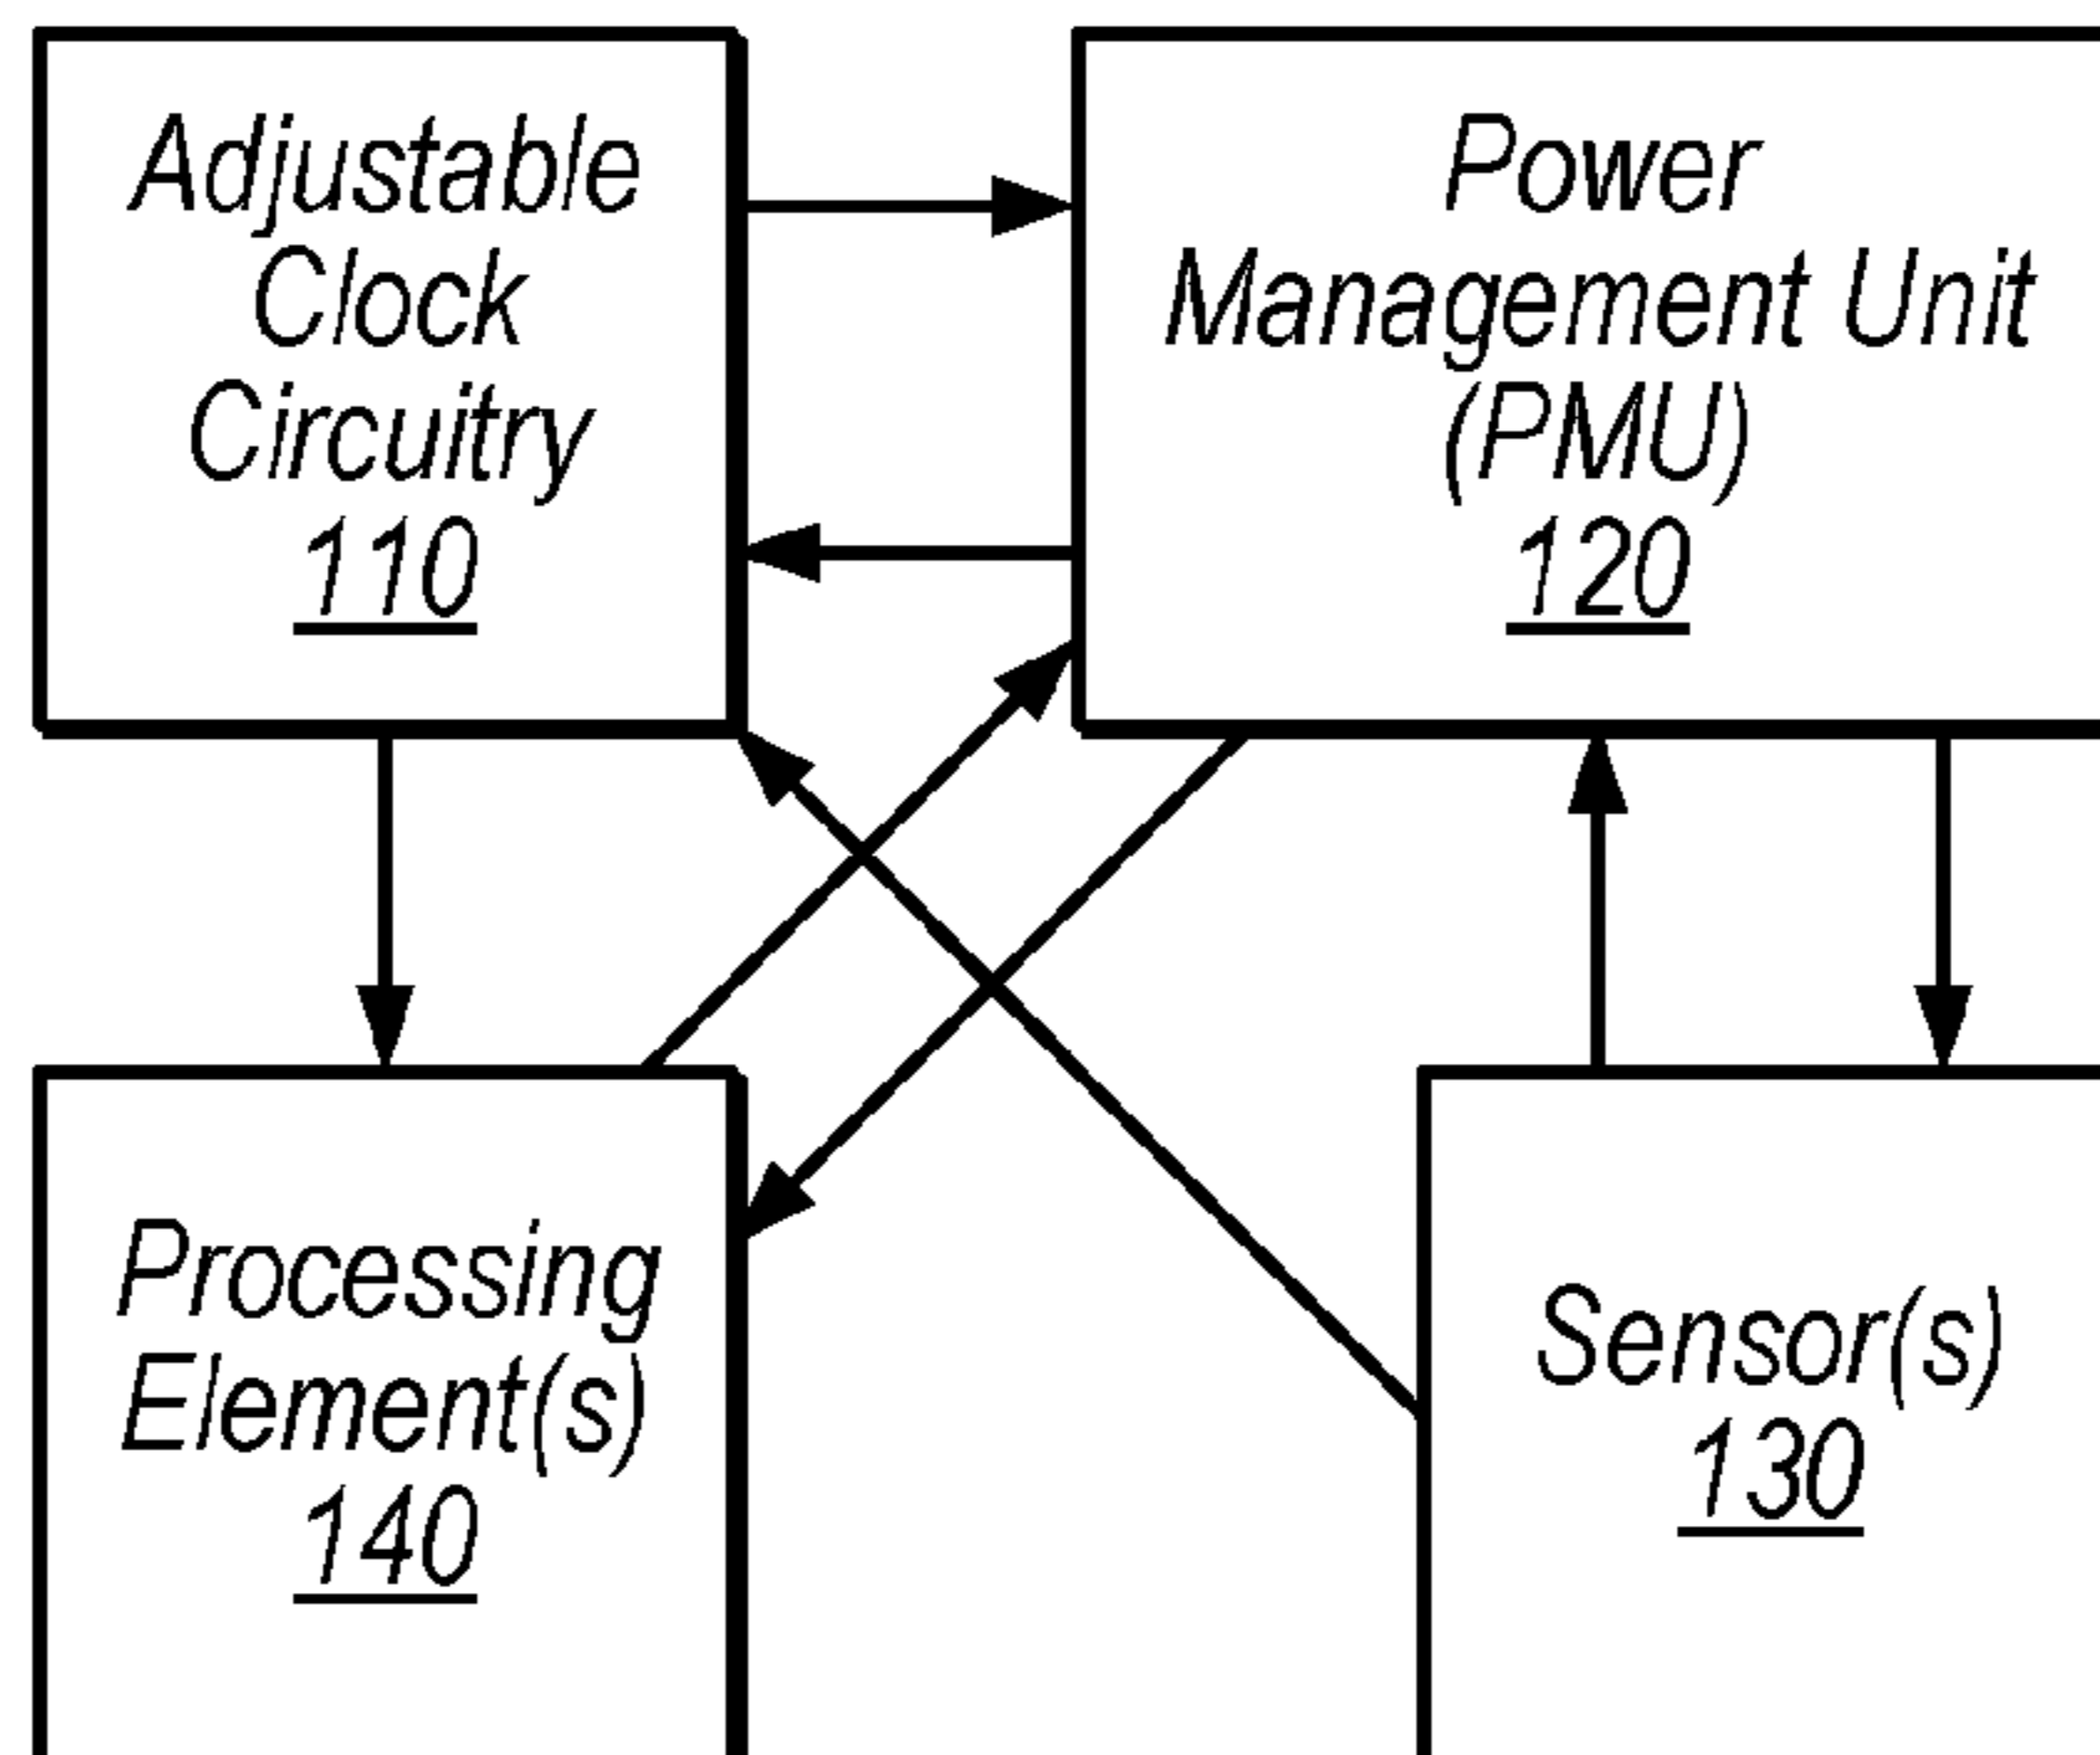 Adjustable
Clock
Circuitry
110
Power
Management Unit
(PMU)
120
Processing
Element(s)
140
Sensor(s)
130